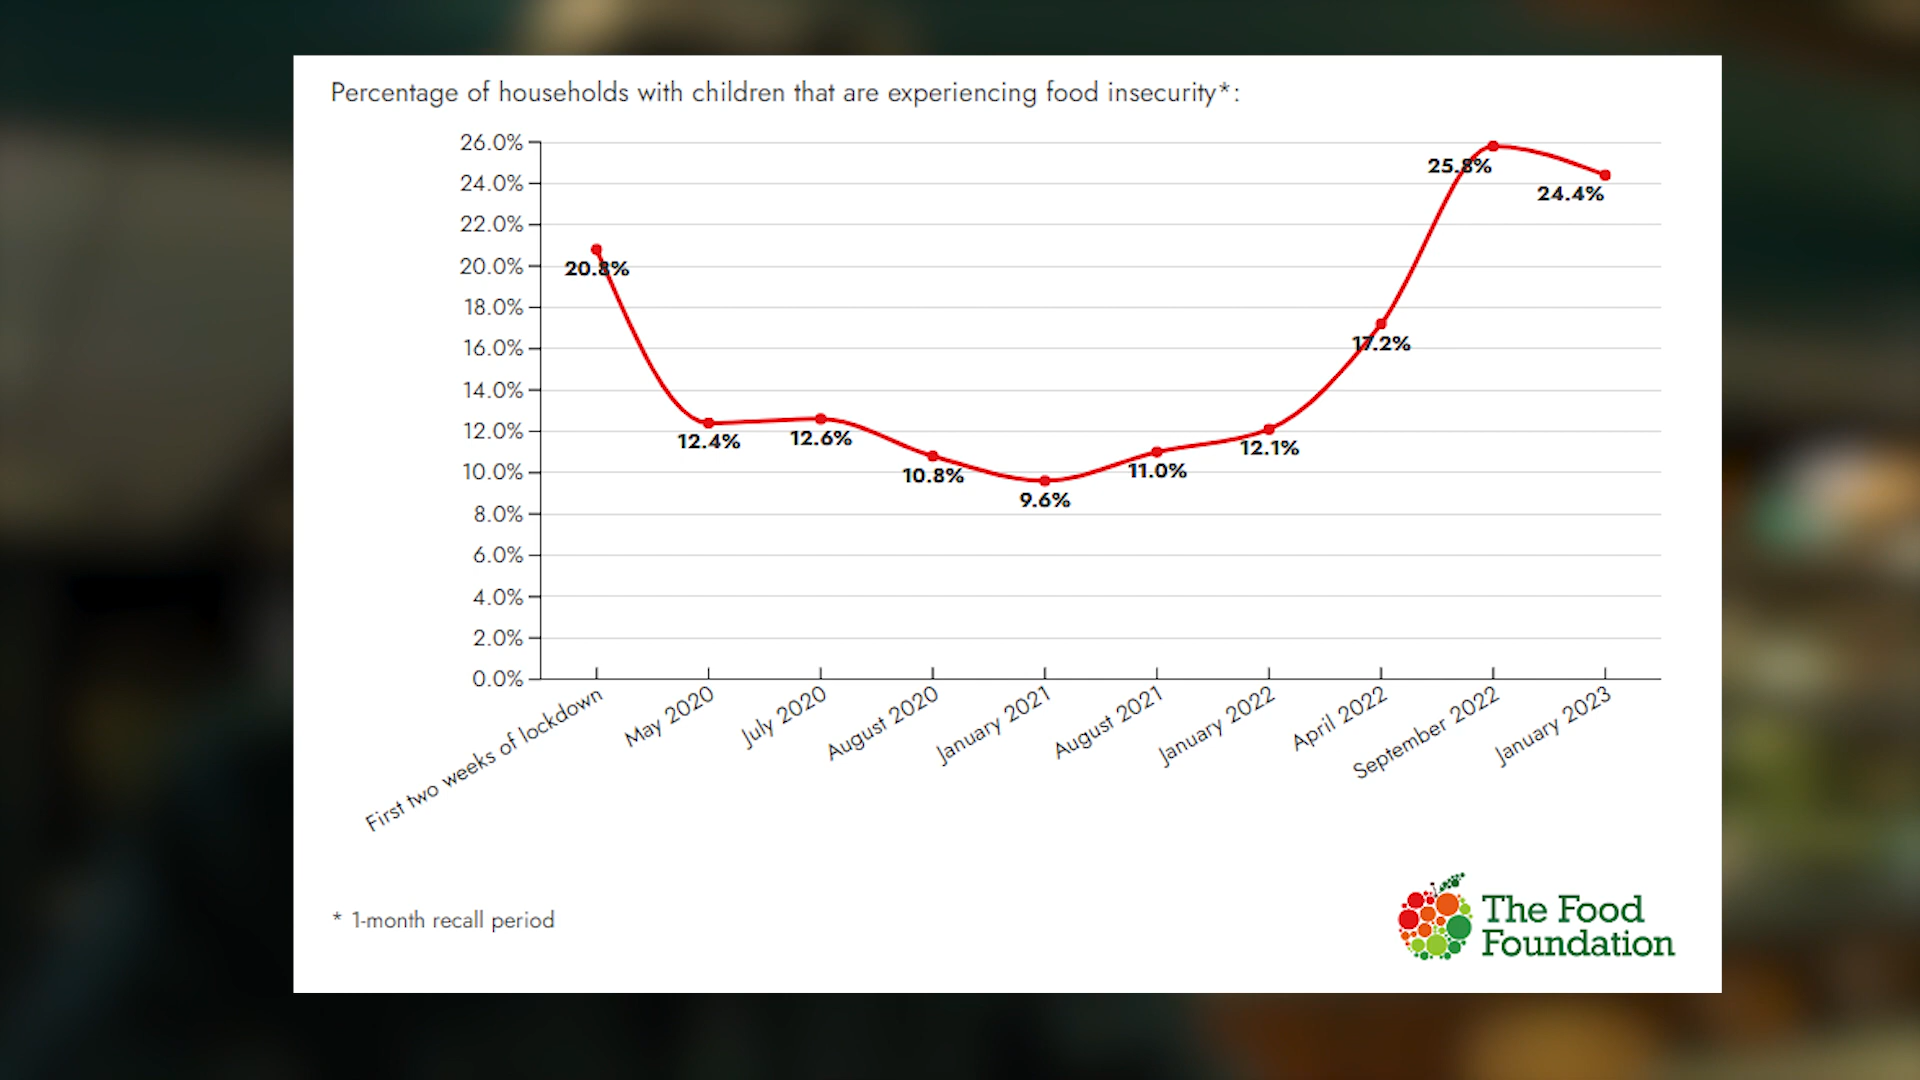 Percentage of households with children that are experiencing food insecurity*:
26.0%
24.0%
22.0%
20.0%
18.0%
16.0%
14.0%
12.0%
10.0%
8.0%
6.0%
4.0%
2.0%
0.0%
20.8%
12.4%
12.6%
10.8%
9.6%
11.0%
12.1%
17.2%
25.8%
24.4%
First two weeks of lockdown
May 2020
July 2020
August 2020
January 2021
August 2021
January 2022
April 2022
September 2022
January 2023
* 1-month recall period
The Food
Foundation